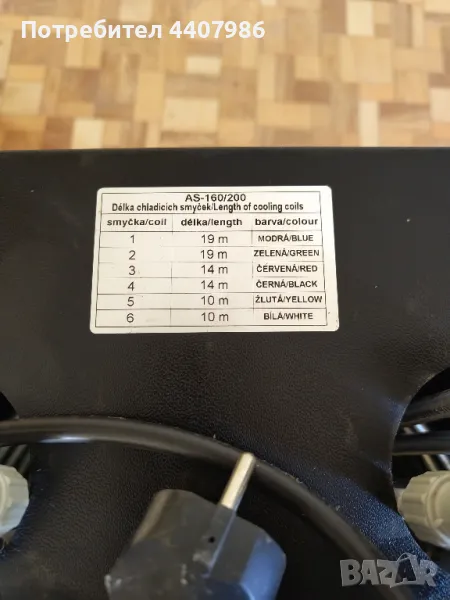 Потребител 4407986
AS-160/200
Délka chladicich smyček/Length of cooling coils
smyčka/coil délka/length barva/colour
1 19 m MODRÁ/BLUE
2 19 m ZELENÁ/GREEN
3 14 m ČERVENÁ/RED
4 14 m ČERNÁ/BLACK
5 10 m ŽLUTÁ/YELLOW
6 10 m BÍLÁ/WHITE
BAZAR